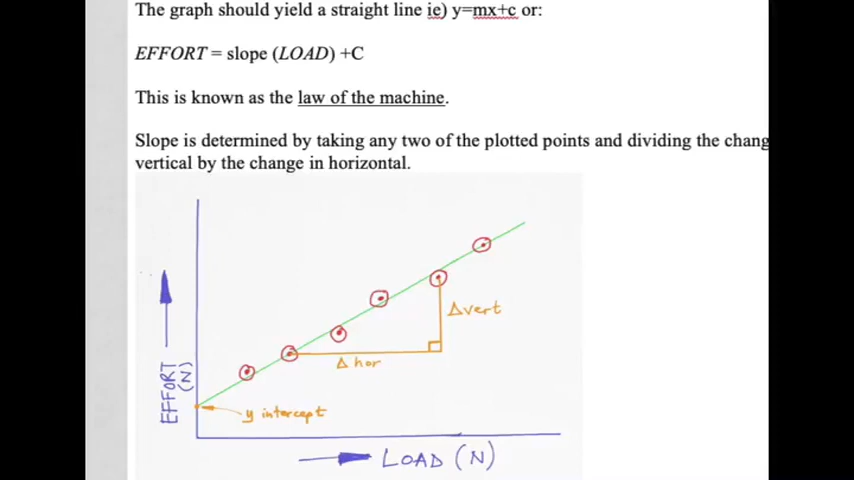 The graph should yield a straight line ie) y=mx+c or:
EFFORT = slope (LOAD) +C
This is known as the law of the machine.
Slope is determined by taking any two of the plotted points and dividing the chang
vertical by the change in horizontal.
Δvert
Δ hor
EFFORT
(N)
y intercept
LOAD (N)